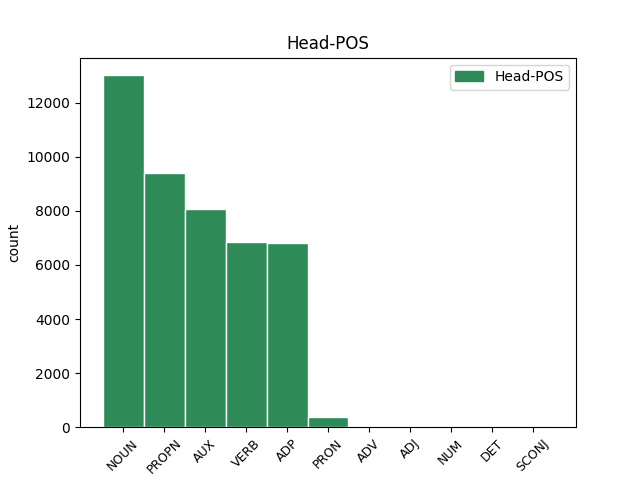 Head-POS
Head-POS
12000
10000
8000
6000
4000
2000
0
count
NOUN
PROPN
AUX
VERB
ADP
PRON
ADV
ADJ
NUM
DET
SCONJ